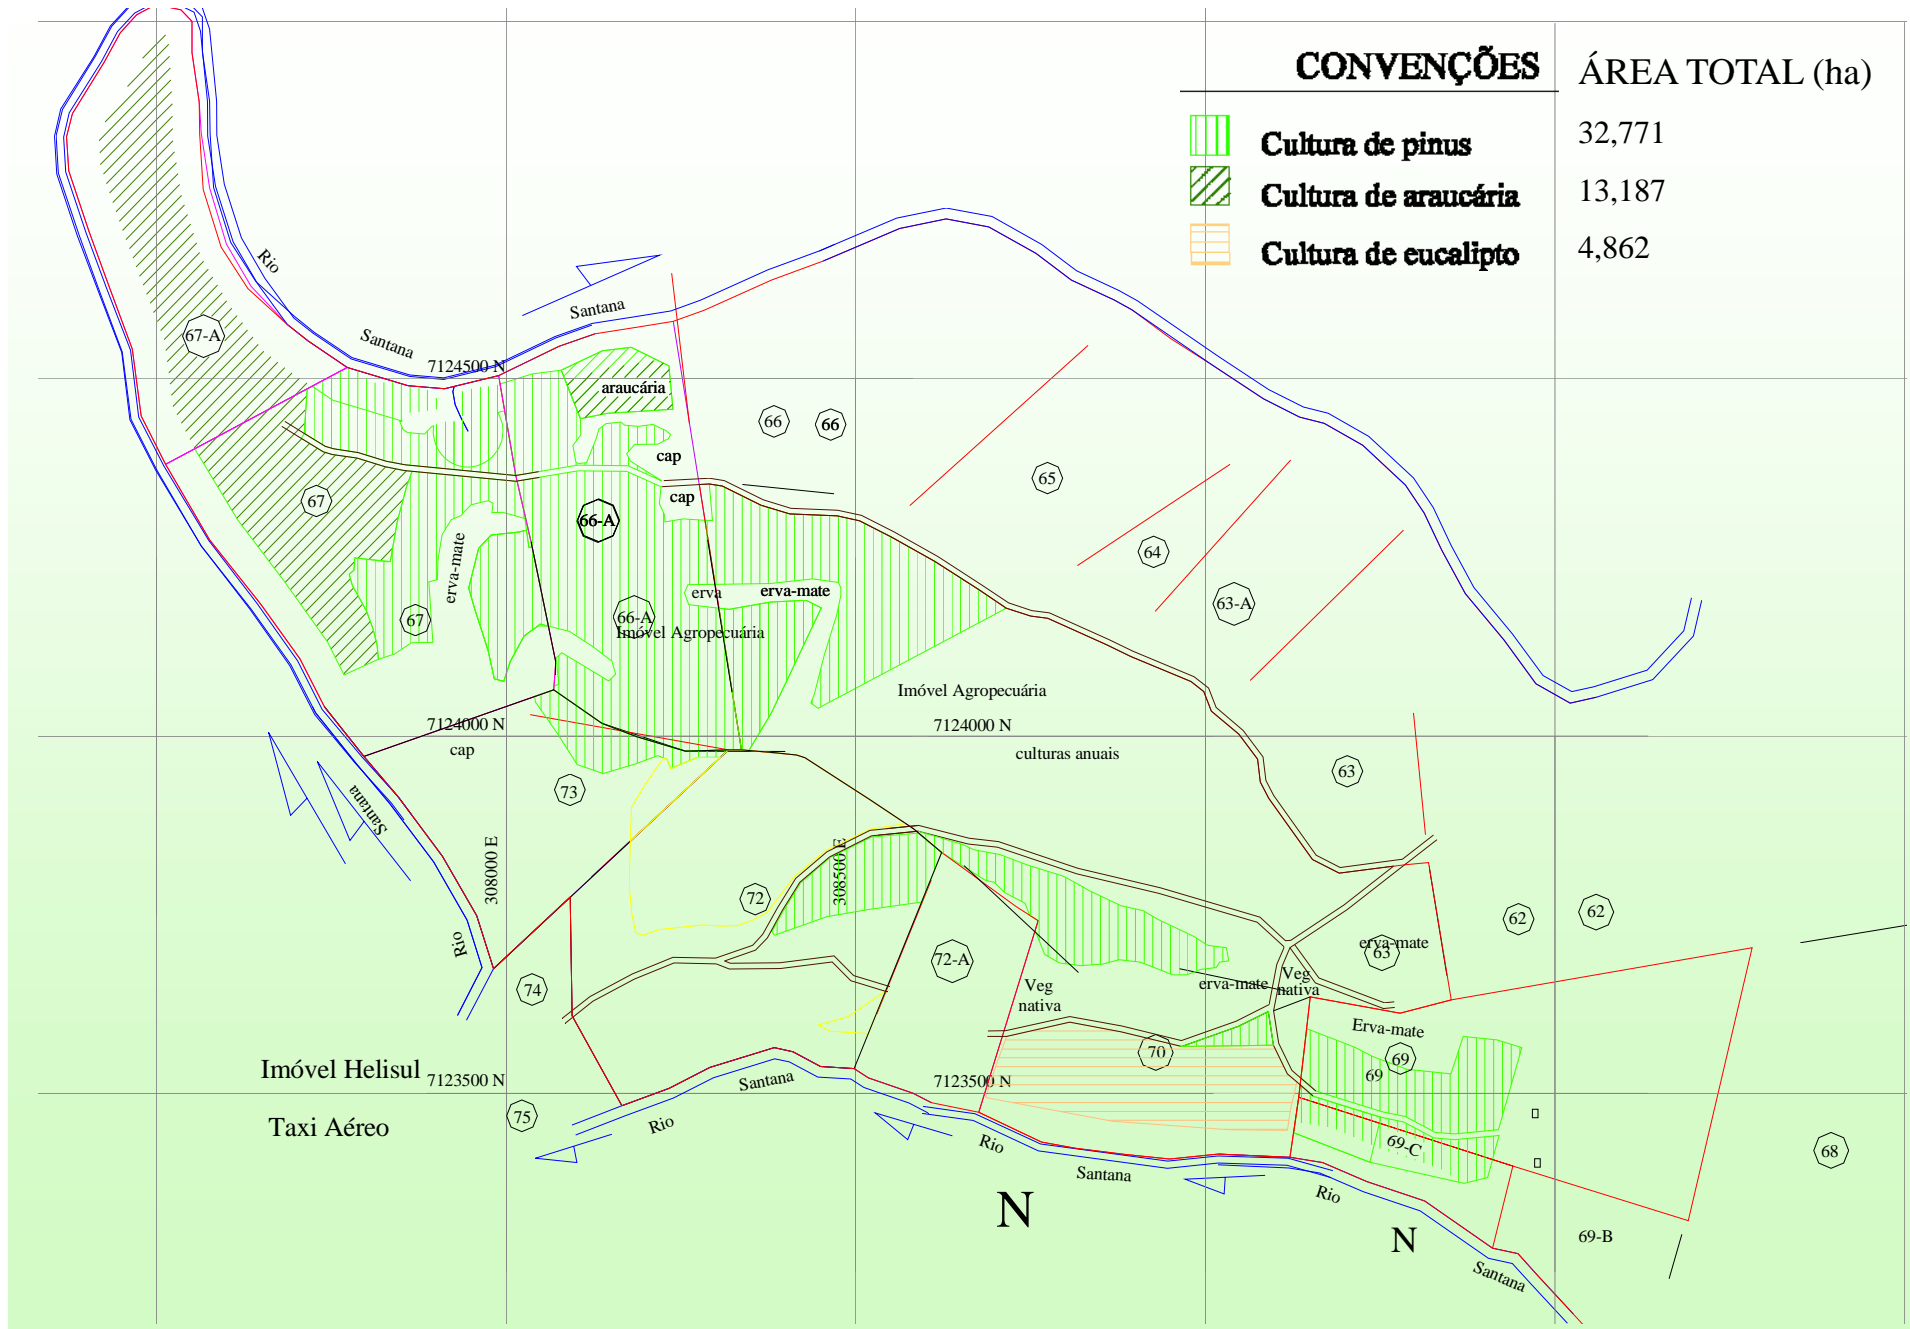 CONVENÇÕES ÁREA TOTAL (ha)
Cultura de pinus 32,771
Cultura de araucária 13,187
Cultura de eucalipto 4,862
Rio
Santana
Santana
67-A
7124500 N
araucária
66
66
cap
cap
65
67
66-A
64
erva-mate
erva
erva-mate
63-A
67
66-A
Imóvel Agropecuária
Imóvel Agropecuária
7124000 N
7124000 N
cap
culturas anuais
63
73
Santana
308000 E
308500 E
72
62
62
Rio
72-A
erva-mate
63
74
Veg
nativa
erva-mate
Veg
nativa
Erva-mate
70
69
69
Imóvel Helisul
7123500 N
Santana
7123500 N
75
Taxi Aéreo
Rio
Rio
69-C
68
Santana
Rio
N
N
69-B
Santana